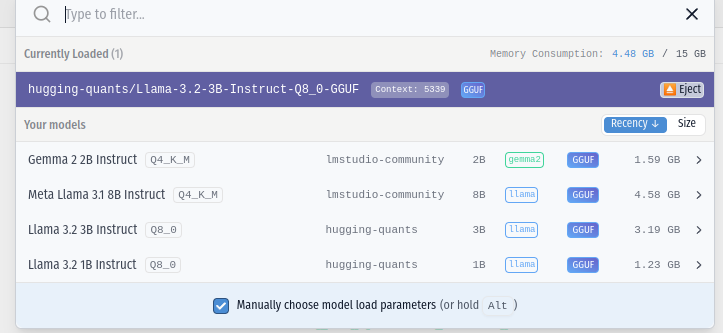 Type to filter...
Currently Loaded (1) Memory Consumption: 4.48 GB / 15 GB
hugging-quants/Llama-3.2-3B-Instruct-Q8_0-GGUF Context: 5339 GGUF Eject
Your models Recency ↓ Size
Gemma 2 2B Instruct Q4_K_M lmstudio-community 2B gemma2 GGUF 1.59 GB
Meta Llama 3.1 8B Instruct Q4_K_M lmstudio-community 8B llama GGUF 4.58 GB
Llama 3.2 3B Instruct Q8_0 hugging-quants 3B llama GGUF 3.19 GB
Llama 3.2 1B Instruct Q8_0 hugging-quants 1B llama GGUF 1.23 GB
Manually choose model load parameters (or hold Alt )